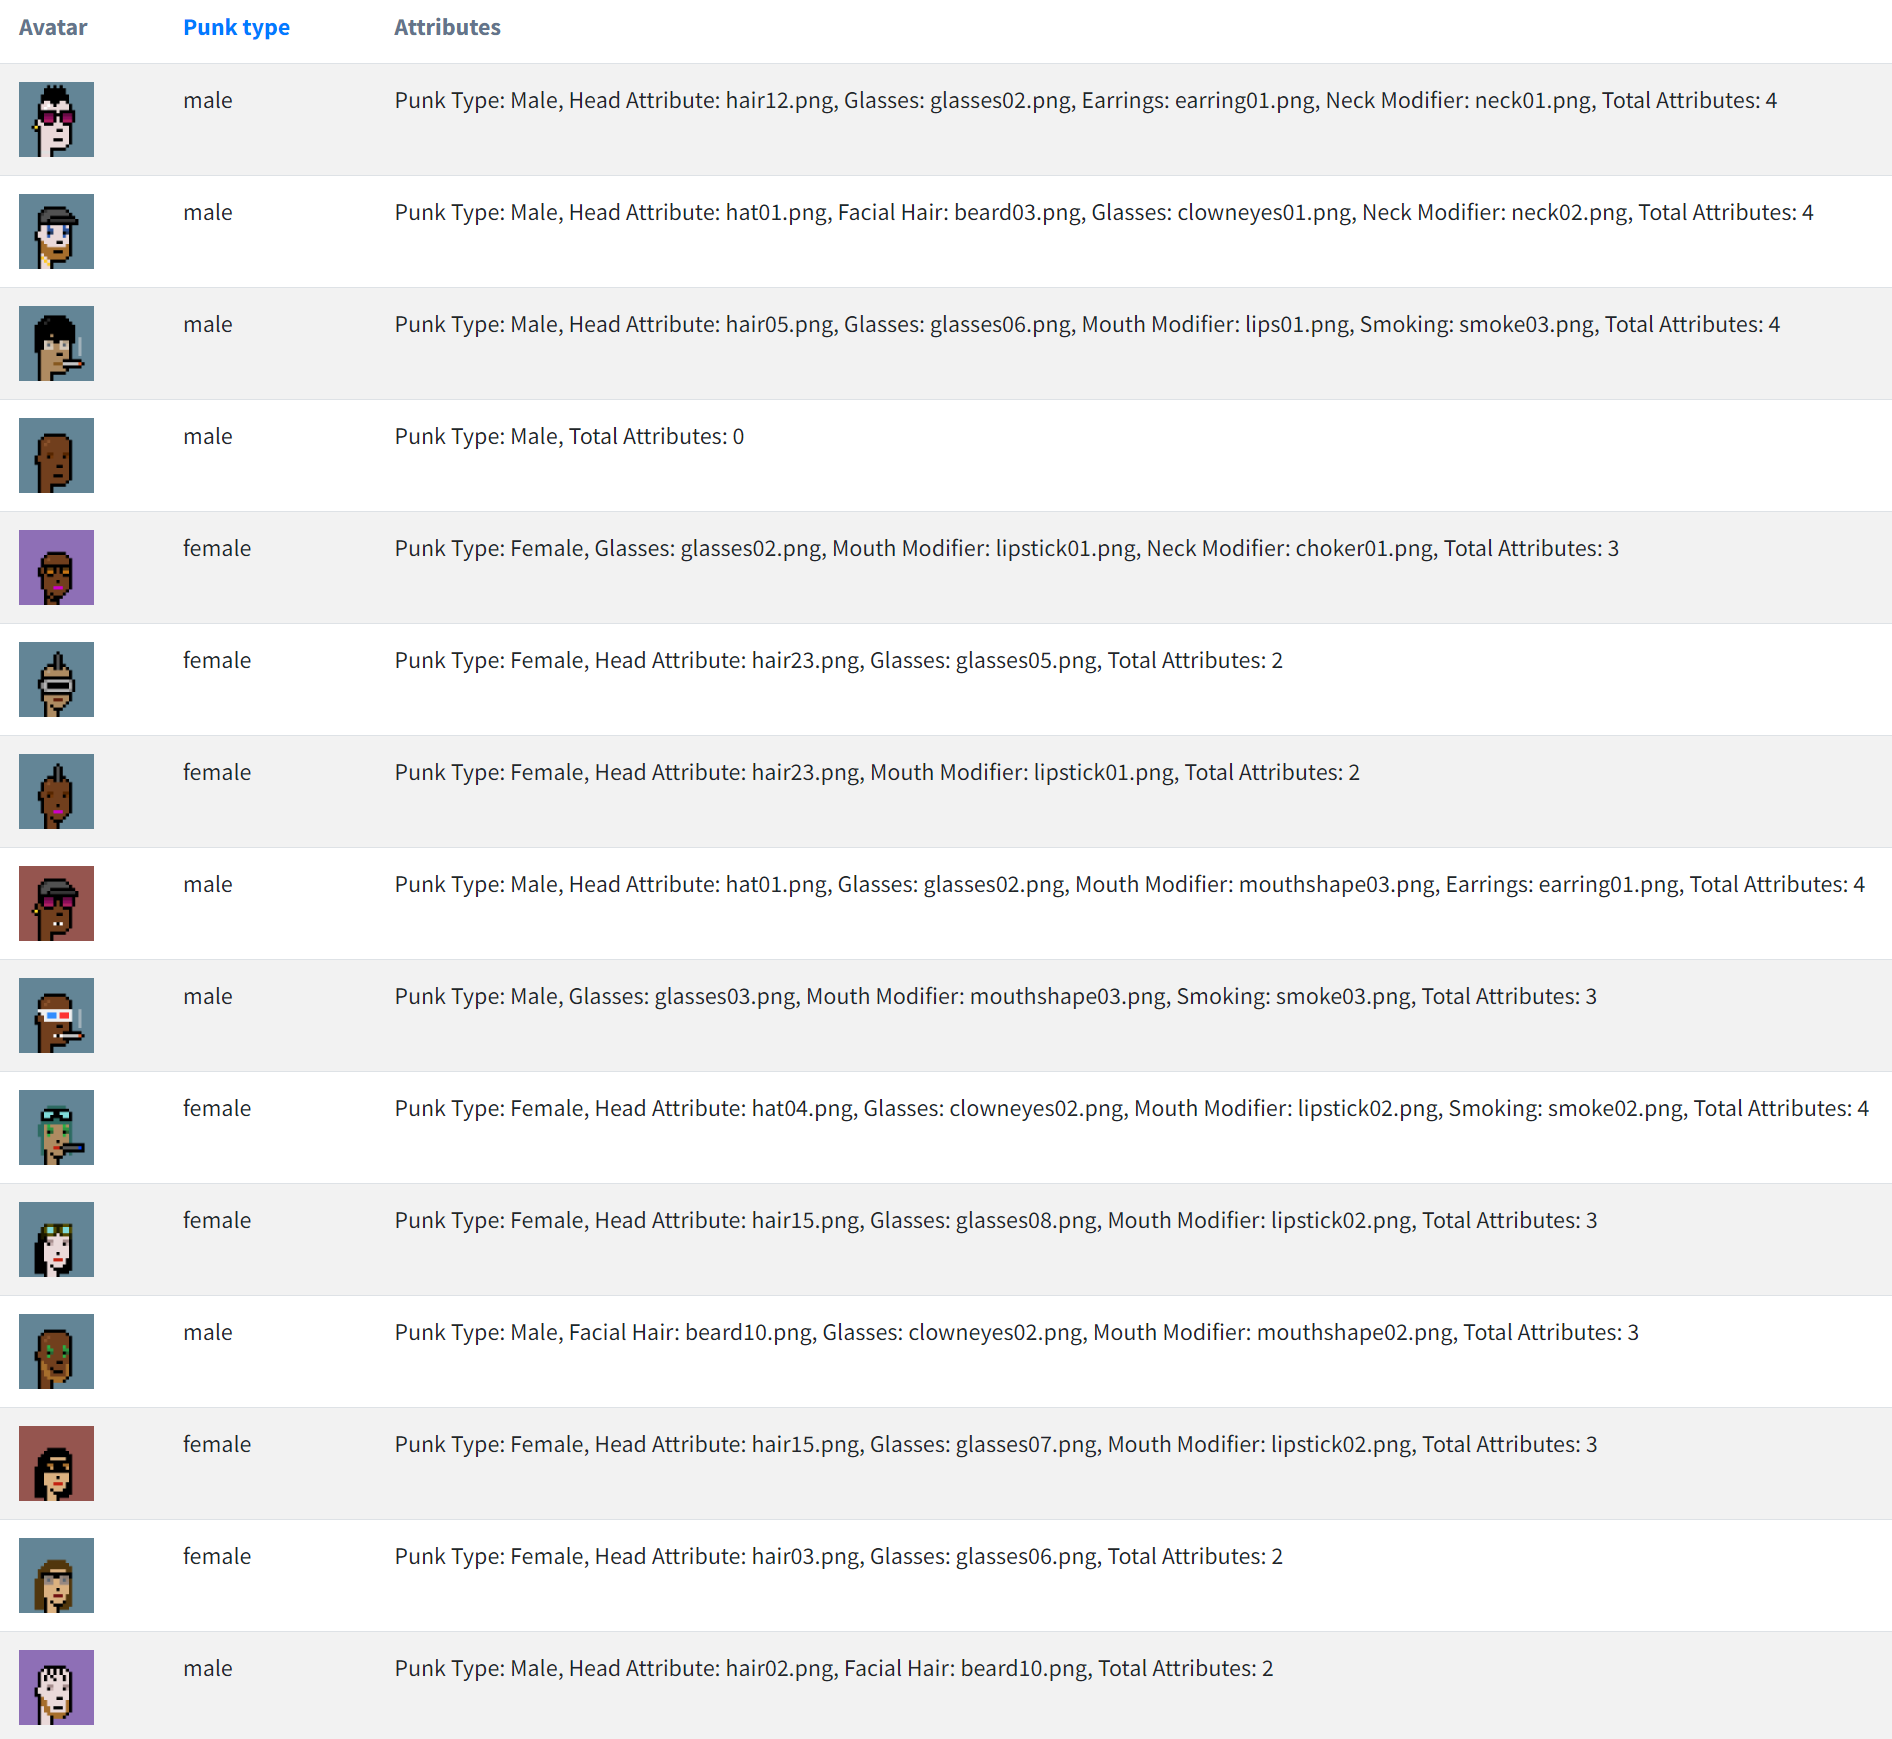 Avatar Punk type Attributes
male Punk Type: Male, Head Attribute: hair12.png, Glasses: glasses02.png, Earrings: earring01.png, Neck Modifier: neck01.png, Total Attributes: 4
male Punk Type: Male, Head Attribute: hat01.png, Facial Hair: beard03.png, Glasses: clowneyes01.png, Neck Modifier: neck02.png, Total Attributes: 4
male Punk Type: Male, Head Attribute: hair05.png, Glasses: glasses06.png, Mouth Modifier: lips01.png, Smoking: smoke03.png, Total Attributes: 4
male Punk Type: Male, Total Attributes: 0
female Punk Type: Female, Glasses: glasses02.png, Mouth Modifier: lipstick01.png, Neck Modifier: choker01.png, Total Attributes: 3
female Punk Type: Female, Head Attribute: hair23.png, Glasses: glasses05.png, Total Attributes: 2
female Punk Type: Female, Head Attribute: hair23.png, Mouth Modifier: lipstick01.png, Total Attributes: 2
male Punk Type: Male, Head Attribute: hat01.png, Glasses: glasses02.png, Mouth Modifier: mouthshape03.png, Earrings: earring01.png, Total Attributes: 4
male Punk Type: Male, Glasses: glasses03.png, Mouth Modifier: mouthshape03.png, Smoking: smoke03.png, Total Attributes: 3
female Punk Type: Female, Head Attribute: hat04.png, Glasses: clowneyes02.png, Mouth Modifier: lipstick02.png, Smoking: smoke02.png, Total Attributes: 4
female Punk Type: Female, Head Attribute: hair15.png, Glasses: glasses08.png, Mouth Modifier: lipstick02.png, Total Attributes: 3
male Punk Type: Male, Facial Hair: beard10.png, Glasses: clowneyes02.png, Mouth Modifier: mouthshape02.png, Total Attributes: 3
female Punk Type: Female, Head Attribute: hair15.png, Glasses: glasses07.png, Mouth Modifier: lipstick02.png, Total Attributes: 3
female Punk Type: Female, Head Attribute: hair03.png, Glasses: glasses06.png, Total Attributes: 2
male Punk Type: Male, Head Attribute: hair02.png, Facial Hair: beard10.png, Total Attributes: 2